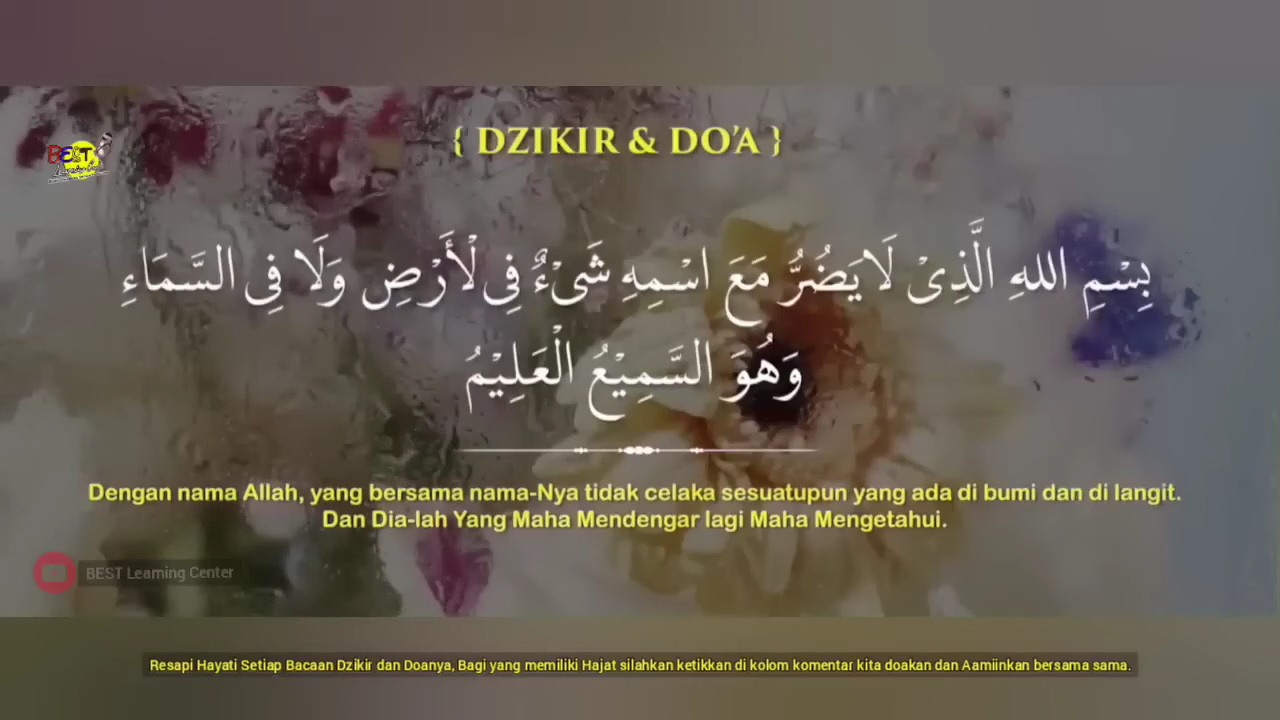 { DZIKIR & DO'A }
BEST
بِسْمِ اللهِ الَّذِىْ لَا يَضُرُّ مَعَ اسْمِهِ شَىْءٌ فِى لْأَرْضِ وَلَا فِى السَّمَاءِ
وَهُوَ السَّمِيْعُ الْعَلِيْمُ
Dengan nama Allah, yang bersama nama-Nya tidak celaka sesuatupun yang ada di bumi dan di langit.
Dan Dia-lah Yang Maha Mendengar lagi Maha Mengetahui.
BEST Learning Center
Resapi Hayati Setiap Bacaan Dzikir dan Doanya, Bagi yang memiliki Hajat silahkan ketikkan di kolom komentar kita doakan dan Aamiinkan bersama sama.